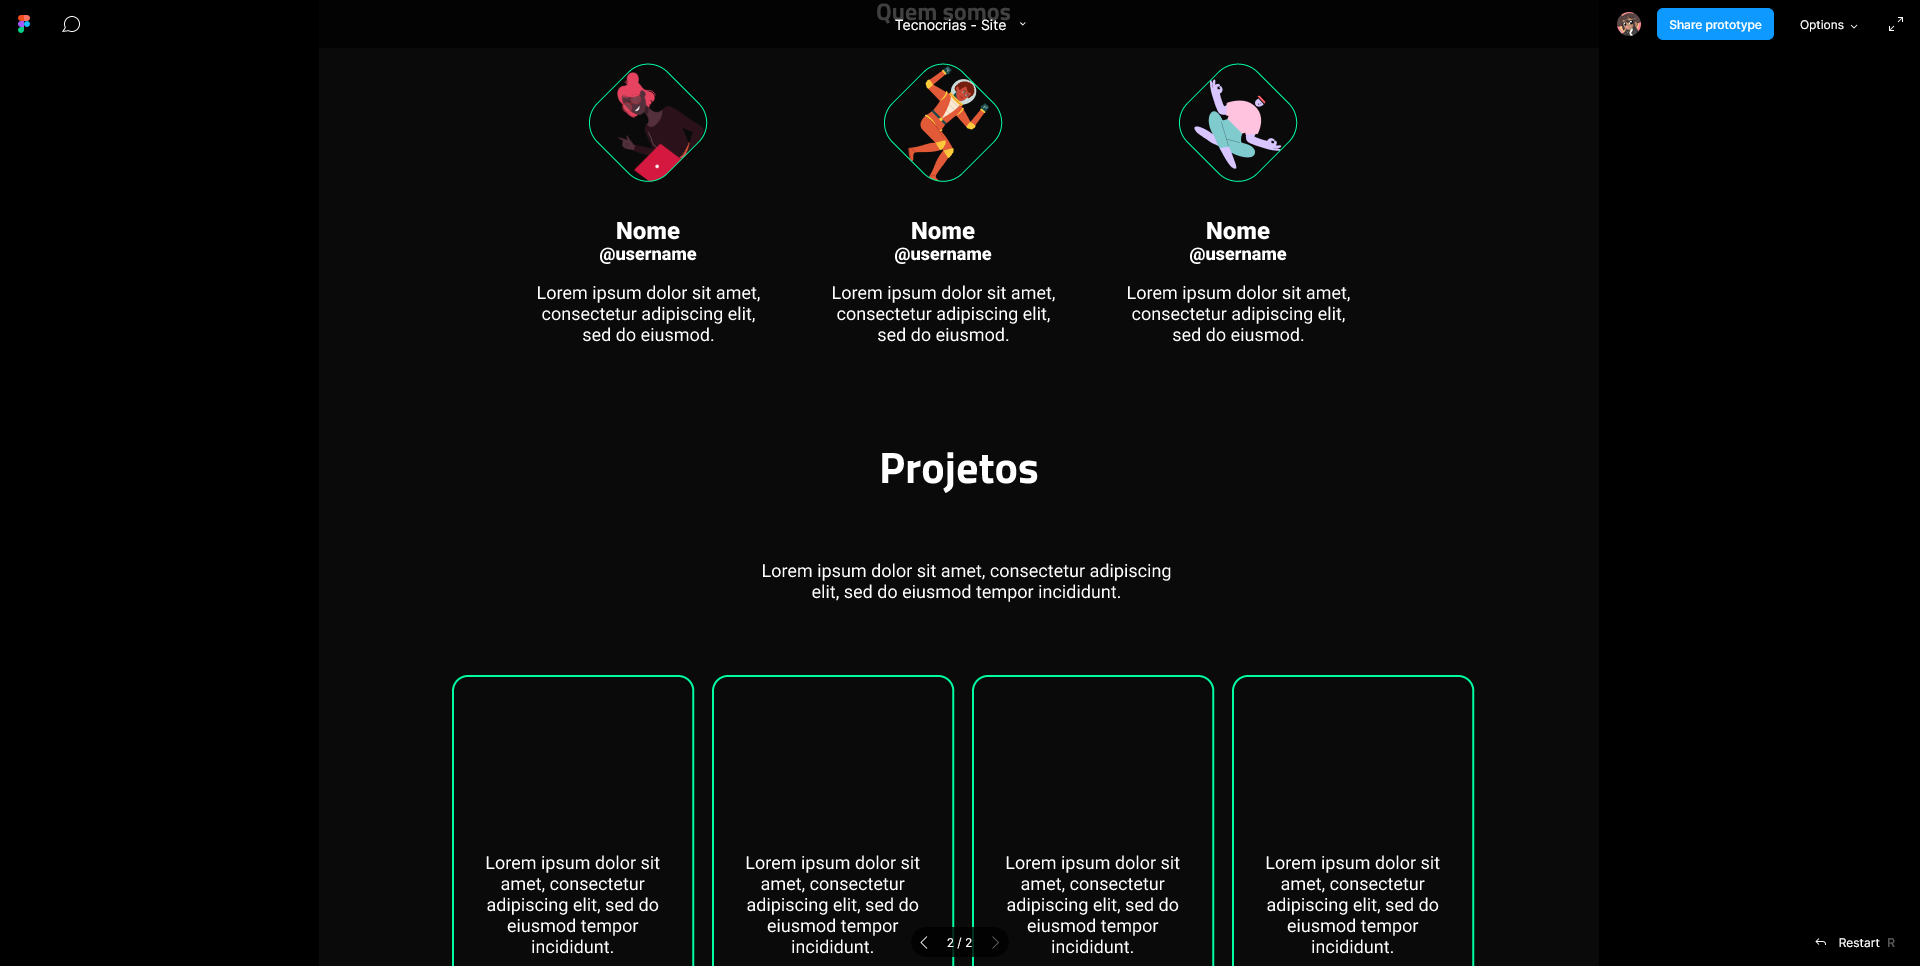 Quem somos
Tecnocrias - Site
Share prototype
Options
Nome
@username
Lorem ipsum dolor sit amet,
consectetur adipiscing elit,
sed do eiusmod.
Nome
@username
Lorem ipsum dolor sit amet,
consectetur adipiscing elit,
sed do eiusmod.
Nome
@username
Lorem ipsum dolor sit amet,
consectetur adipiscing elit,
sed do eiusmod.
Projetos
Lorem ipsum dolor sit amet, consectetur adipiscing
elit, sed do eiusmod tempor incididunt.
Lorem ipsum dolor sit
amet, consectetur
adipiscing elit, sed do
eiusmod tempor
incididunt.
Lorem ipsum dolor sit
amet, consectetur
adipiscing elit, sed do
eiusmod tempor
incididunt.
Lorem ipsum dolor sit
amet, consectetur
adipiscing elit, sed do
eiusmod tempor
incididunt.
Lorem ipsum dolor sit
amet, consectetur
adipiscing elit, sed do
eiusmod tempor
incididunt.
2 / 2
Restart R